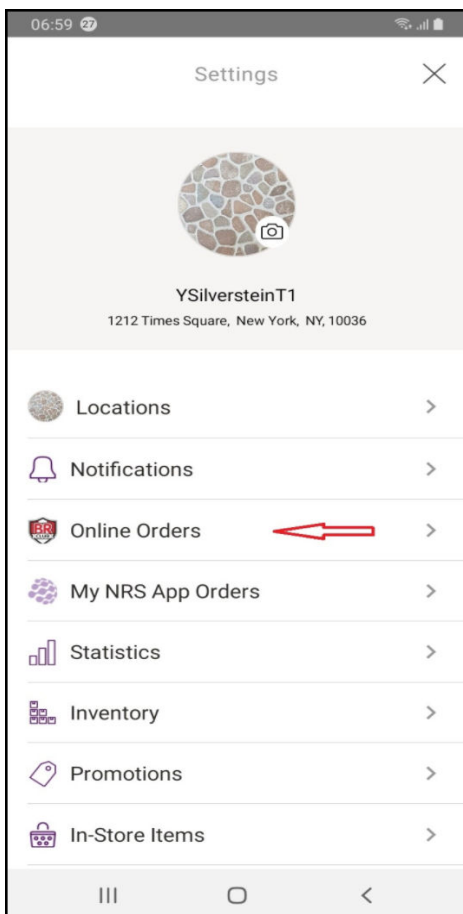 06:59 27
Settings
YSilversteinT1
1212 Times Square, New York, NY, 10036
Locations
Notifications
BR
Online Orders
My NRS App Orders
Statistics
Inventory
Promotions
In-Store Items